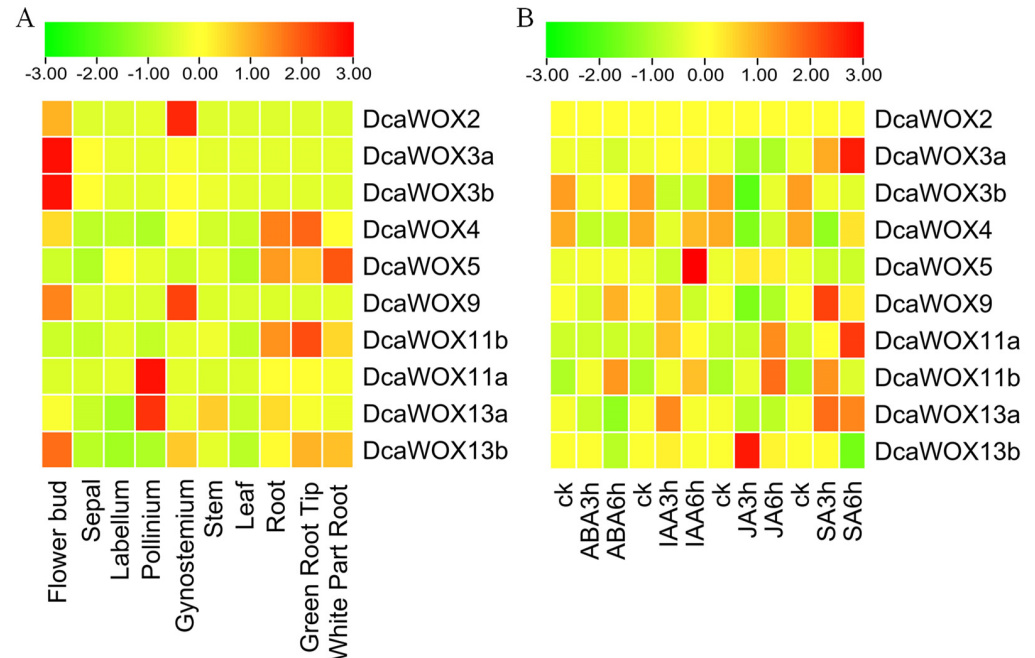 A
-3.00 -2.00 -1.00 0.00 1.00 2.00 3.00
DcaWOX2
DcaWOX3a
DcaWOX3b
DcaWOX4
DcaWOX5
DcaWOX9
DcaWOX11b
DcaWOX11a
DcaWOX13a
DcaWOX13b
Flower bud
Sepal
Labellum
Pollinium
Gynostemium
Stem
Leaf
Root
Green Root Tip
White Part Root
B
-3.00 -2.00 -1.00 0.00 1.00 2.00 3.00
DcaWOX2
DcaWOX3a
DcaWOX3b
DcaWOX4
DcaWOX5
DcaWOX9
DcaWOX11a
DcaWOX11b
DcaWOX13a
DcaWOX13b
ck
ABA3h
ABA6h
ck
IAA3h
IAA6h
ck
JA3h
JA6h
ck
SA3h
SA6h